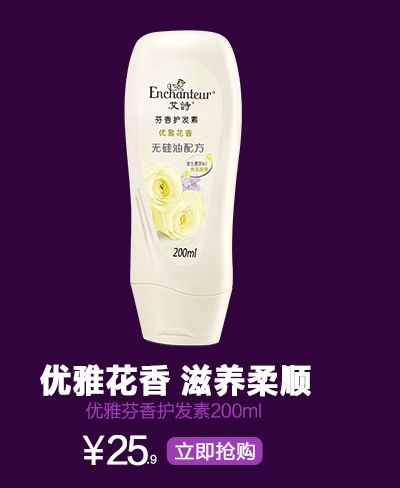 Enchanteur®
艾詩®
芬香护发素
优雅花香
无硅油配方
200ml
优雅花香 滋养柔顺
优雅芬香护发素200ml
¥25.9 立即抢购